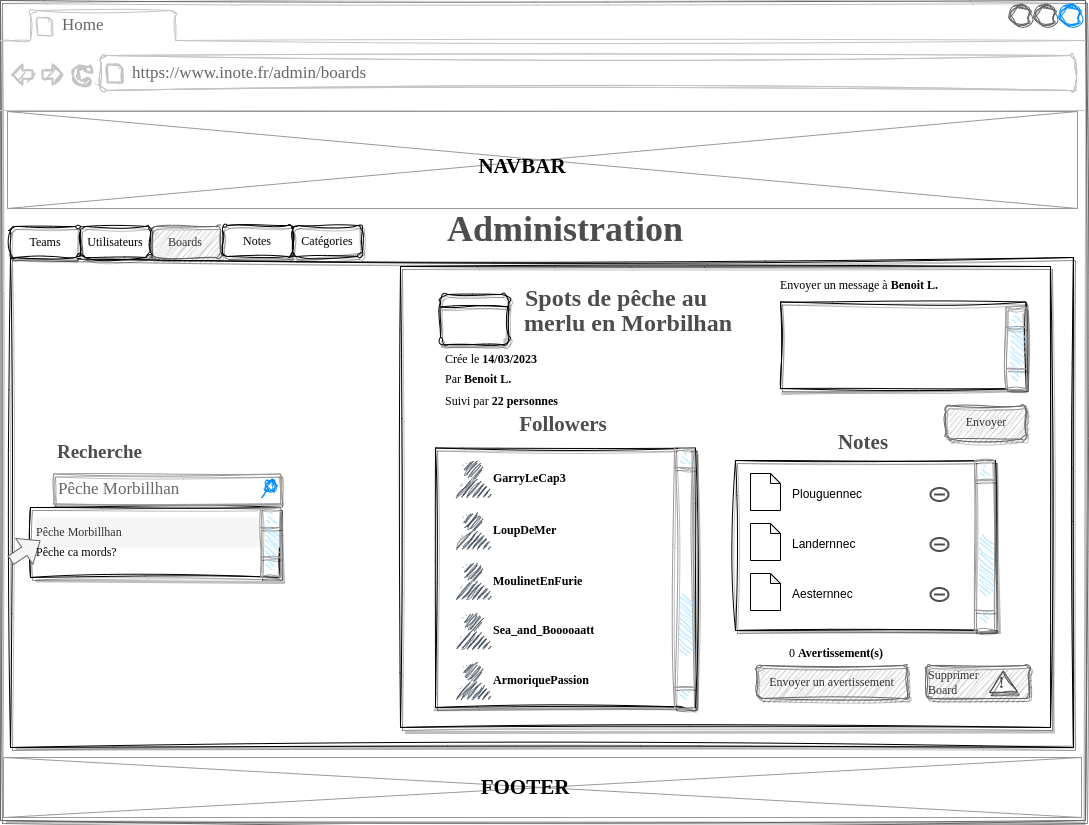 Home
https://www.inote.fr/admin/boards
NAVBAR
Administration
Teams
Utilisateurs
Boards
Notes
Catégories
Recherche
Pêche Morbillhan
Pêche Morbillhan
Pêche ca mords?
Spots de pêche au
merlu en Morbilhan
Crée le 14/03/2023
Par Benoit L.
Suivi par 22 personnes
Followers
GarryLeCap3
LoupDeMer
MoulinetEnFurie
Sea_and_Booooaatt
ArmoriquePassion
Envoyer un message à Benoit L.
Envoyer
Notes
Plouguennec
Landernnec
Aesternnec
0 Avertissement(s)
Envoyer un avertissement
Supprimer
Board
FOOTER